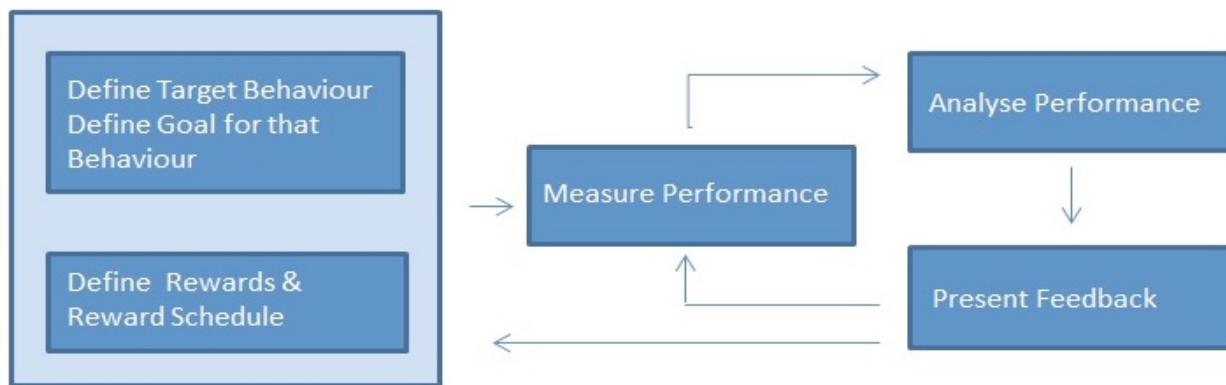 Define Target Behaviour
Define Goal for that
Behaviour
Define Rewards &
Reward Schedule
Measure Performance
Analyse Performance
Present Feedback